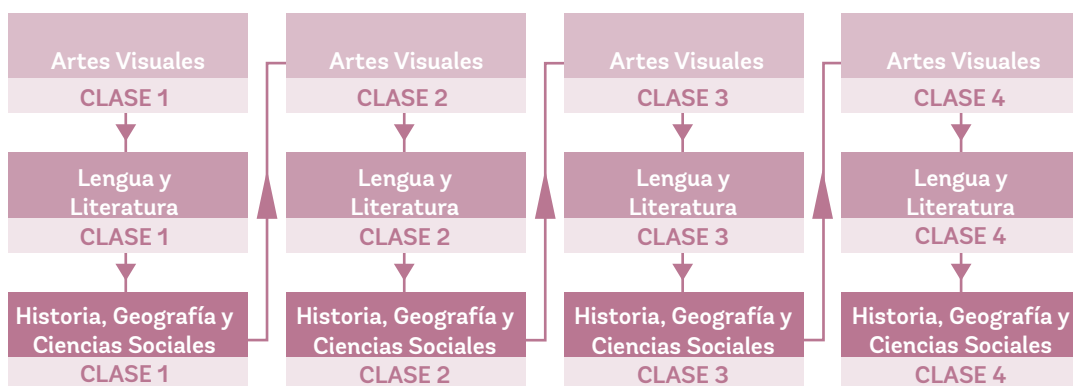 Artes Visuales
CLASE 1
Lengua y
Literatura
CLASE 1
Historia, Geografía y
Ciencias Sociales
CLASE 1
Artes Visuales
CLASE 2
Lengua y
Literatura
CLASE 2
Historia, Geografía y
Ciencias Sociales
CLASE 2
Artes Visuales
CLASE 3
Lengua y
Literatura
CLASE 3
Historia, Geografía y
Ciencias Sociales
CLASE 3
Artes Visuales
CLASE 4
Lengua y
Literatura
CLASE 4
Historia, Geografía y
Ciencias Sociales
CLASE 4